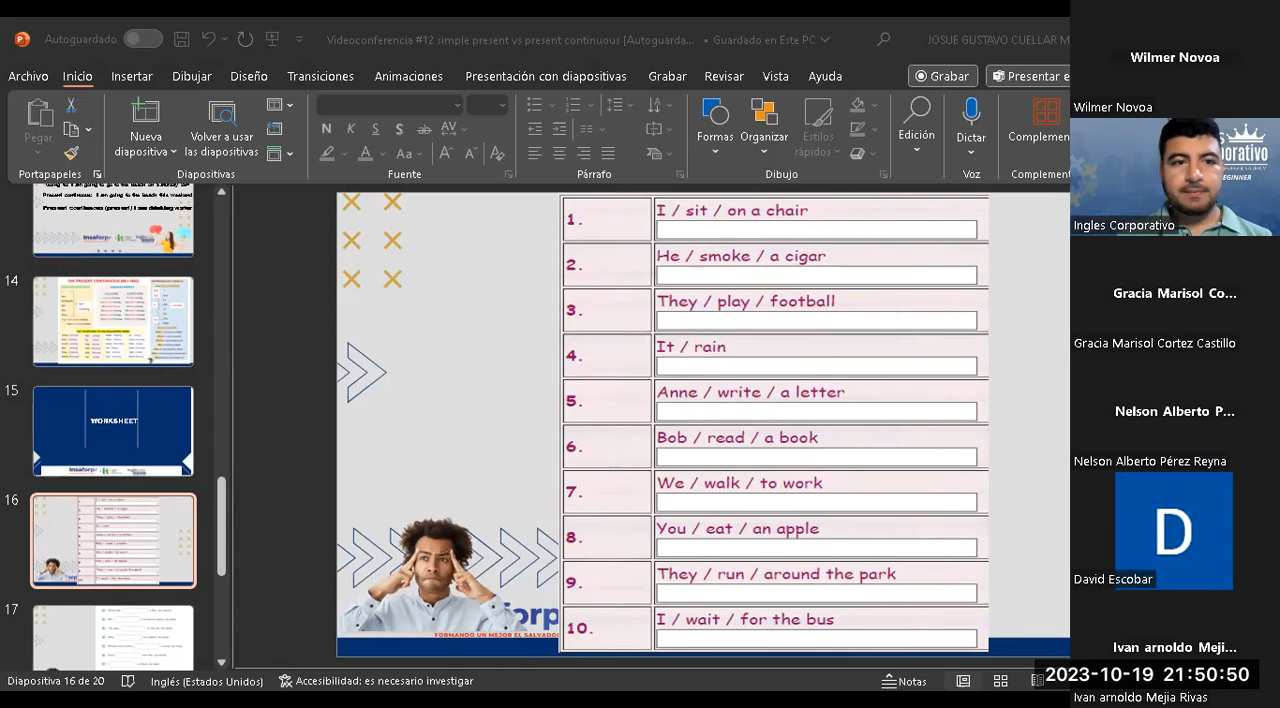 Autoguardado
Videoconferencia #12 simple present vs present continuous [Autoguarda... • Guardado en Este PC
JOSUE GUSTAVO CUELLAR M
Archivo Inicio Insertar Dibujar Diseño Transiciones Animaciones Presentación con diapositivas Grabar Revisar Vista Ayuda
Grabar
Presentar e
Pegar
Nueva diapositiva
Volver a usar las diapositivas
Formas
Organizar
Estilos rápidos
Edición
Dictar
Complemen
Portapapeles
Diapositivas
Fuente
Párrafo
Dibujo
Voz
Complement
14
15
WORKSHEET
16
17
1. I / sit / on a chair
2. He / smoke / a cigar
3. They / play / football
4. It / rain
5. Anne / write / a letter
6. Bob / read / a book
7. We / walk / to work
8. You / eat / an apple
9. They / run / around he park
10. I / wait / for the bus
FORMANDO UN MEJOR EL SALVADOR
Diapositiva 16 de 20
Inglés (Estados Unidos)
Accesibilidad: es necesario investigar
Notas
Wilmer Novoa
Wilmer Novoa
Ingles Corporativo
Gracia Marisol Co...
Gracia Marisol Cortez Castillo
Nelson Alberto P...
Nelson Alberto Pérez Reyna
D
David Escobar
Ivan arnoldo Meji...
2023-10-19 21:50:50
Ivan arnoldo Mejia Rivas